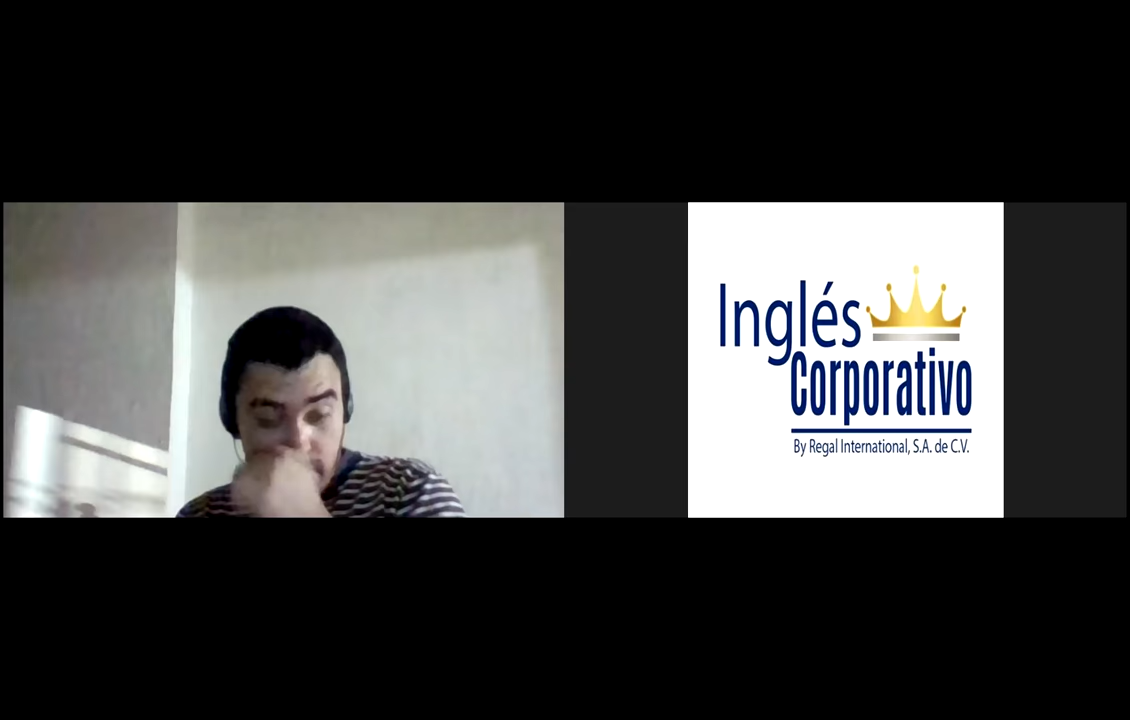 Inglés
Corporativo
By Regal International, S.A. de C.V.